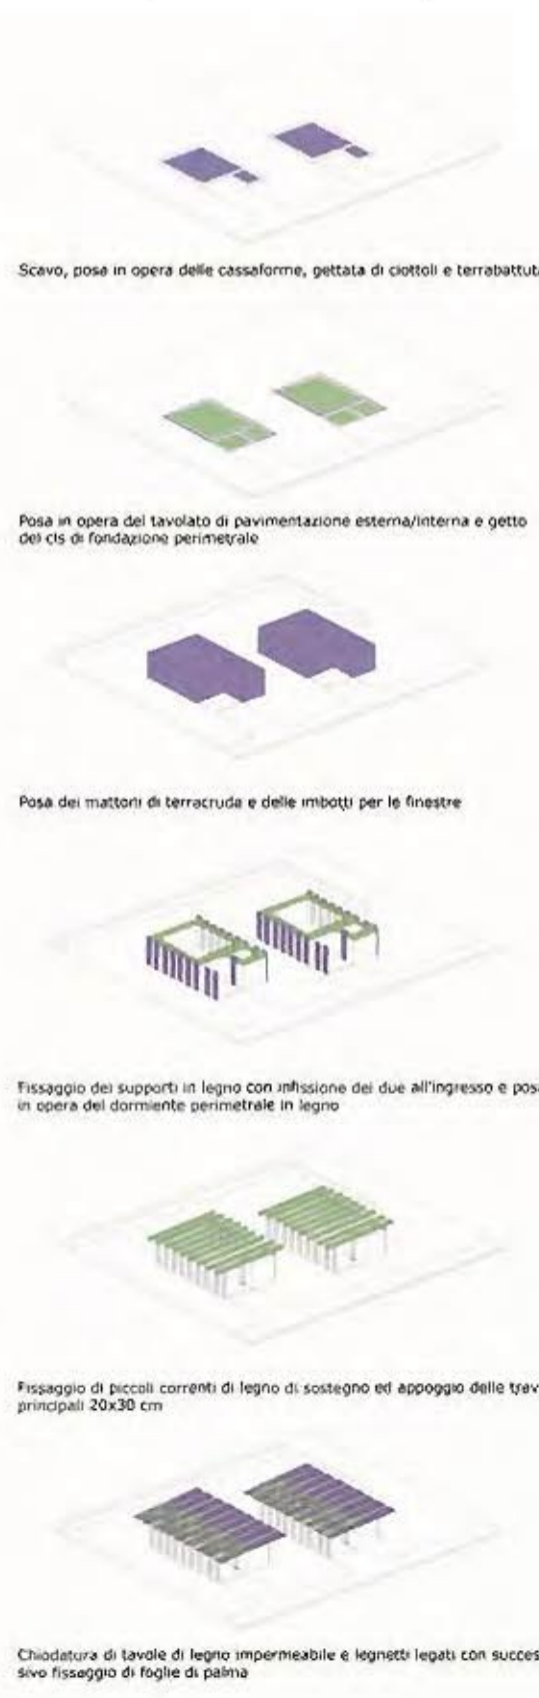 Scavo, posa in opera delle cassaforme, gettata di ciottoli e terrabattut
Posa in opera del tavolato di pavimentazione esterna/interna e getto
del cls di fondazione perimetrale
Posa dei mattoni di terracruda e delle imbotti per le finestre
Fissaggio dei supporti in legno con infissione dei due all'ingresso e pos
in opera del dormiente perimetrale in legno
Fissaggio di piccoli correnti di legno di sostegno ed appoggio delle trav
principali 20x30 cm
Chiodatura di tavole di legno impermeabile e legnetti legati con succes
sivo fissaggio di foglie di palma